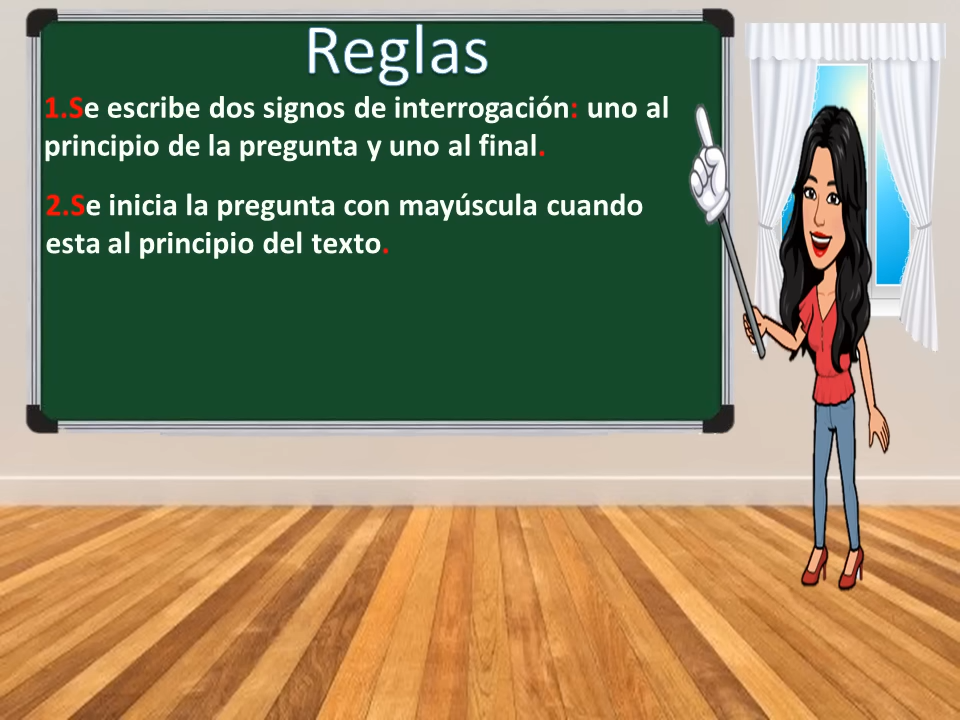 Reglas
1.Se escribe dos signos de interrogación: uno al
principio de la pregunta y uno al final.
2.Se inicia la pregunta con mayúscula cuando
esta al principio del texto.